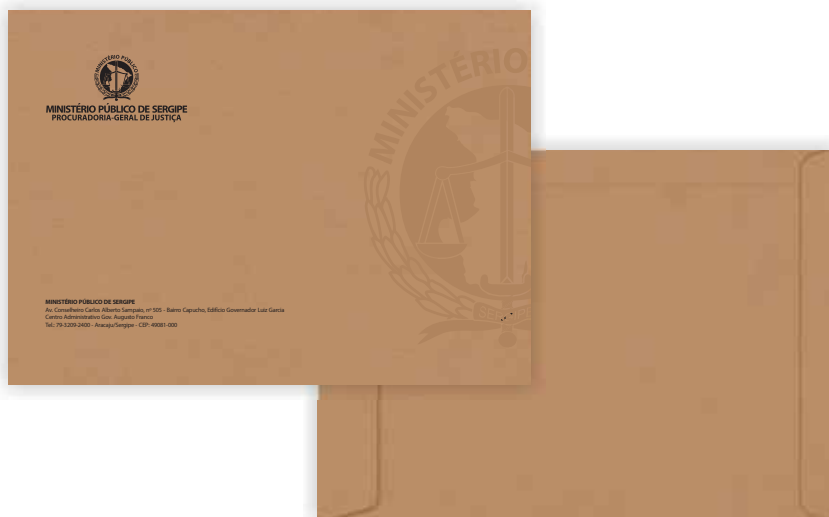 MINISTÉRIO PÚBLICO
MINISTÉRIO PÚBLICO DE SERGIPE
PROCURADORIA-GERAL DE JUSTIÇA
MINISTÉRIO
SERGIPE
MINISTÉRIO PÚBLICO DE SERGIPE
Av. Conselheiro Carlos Alberto Sampaio, nº 505 - Bairro Capucho, Edifício Governador Luiz Garcia
Centro Administrativo Gov. Augusto Franco
Tel.: 79-3209-2400 - Aracaju/Sergipe - CEP: 49081-000